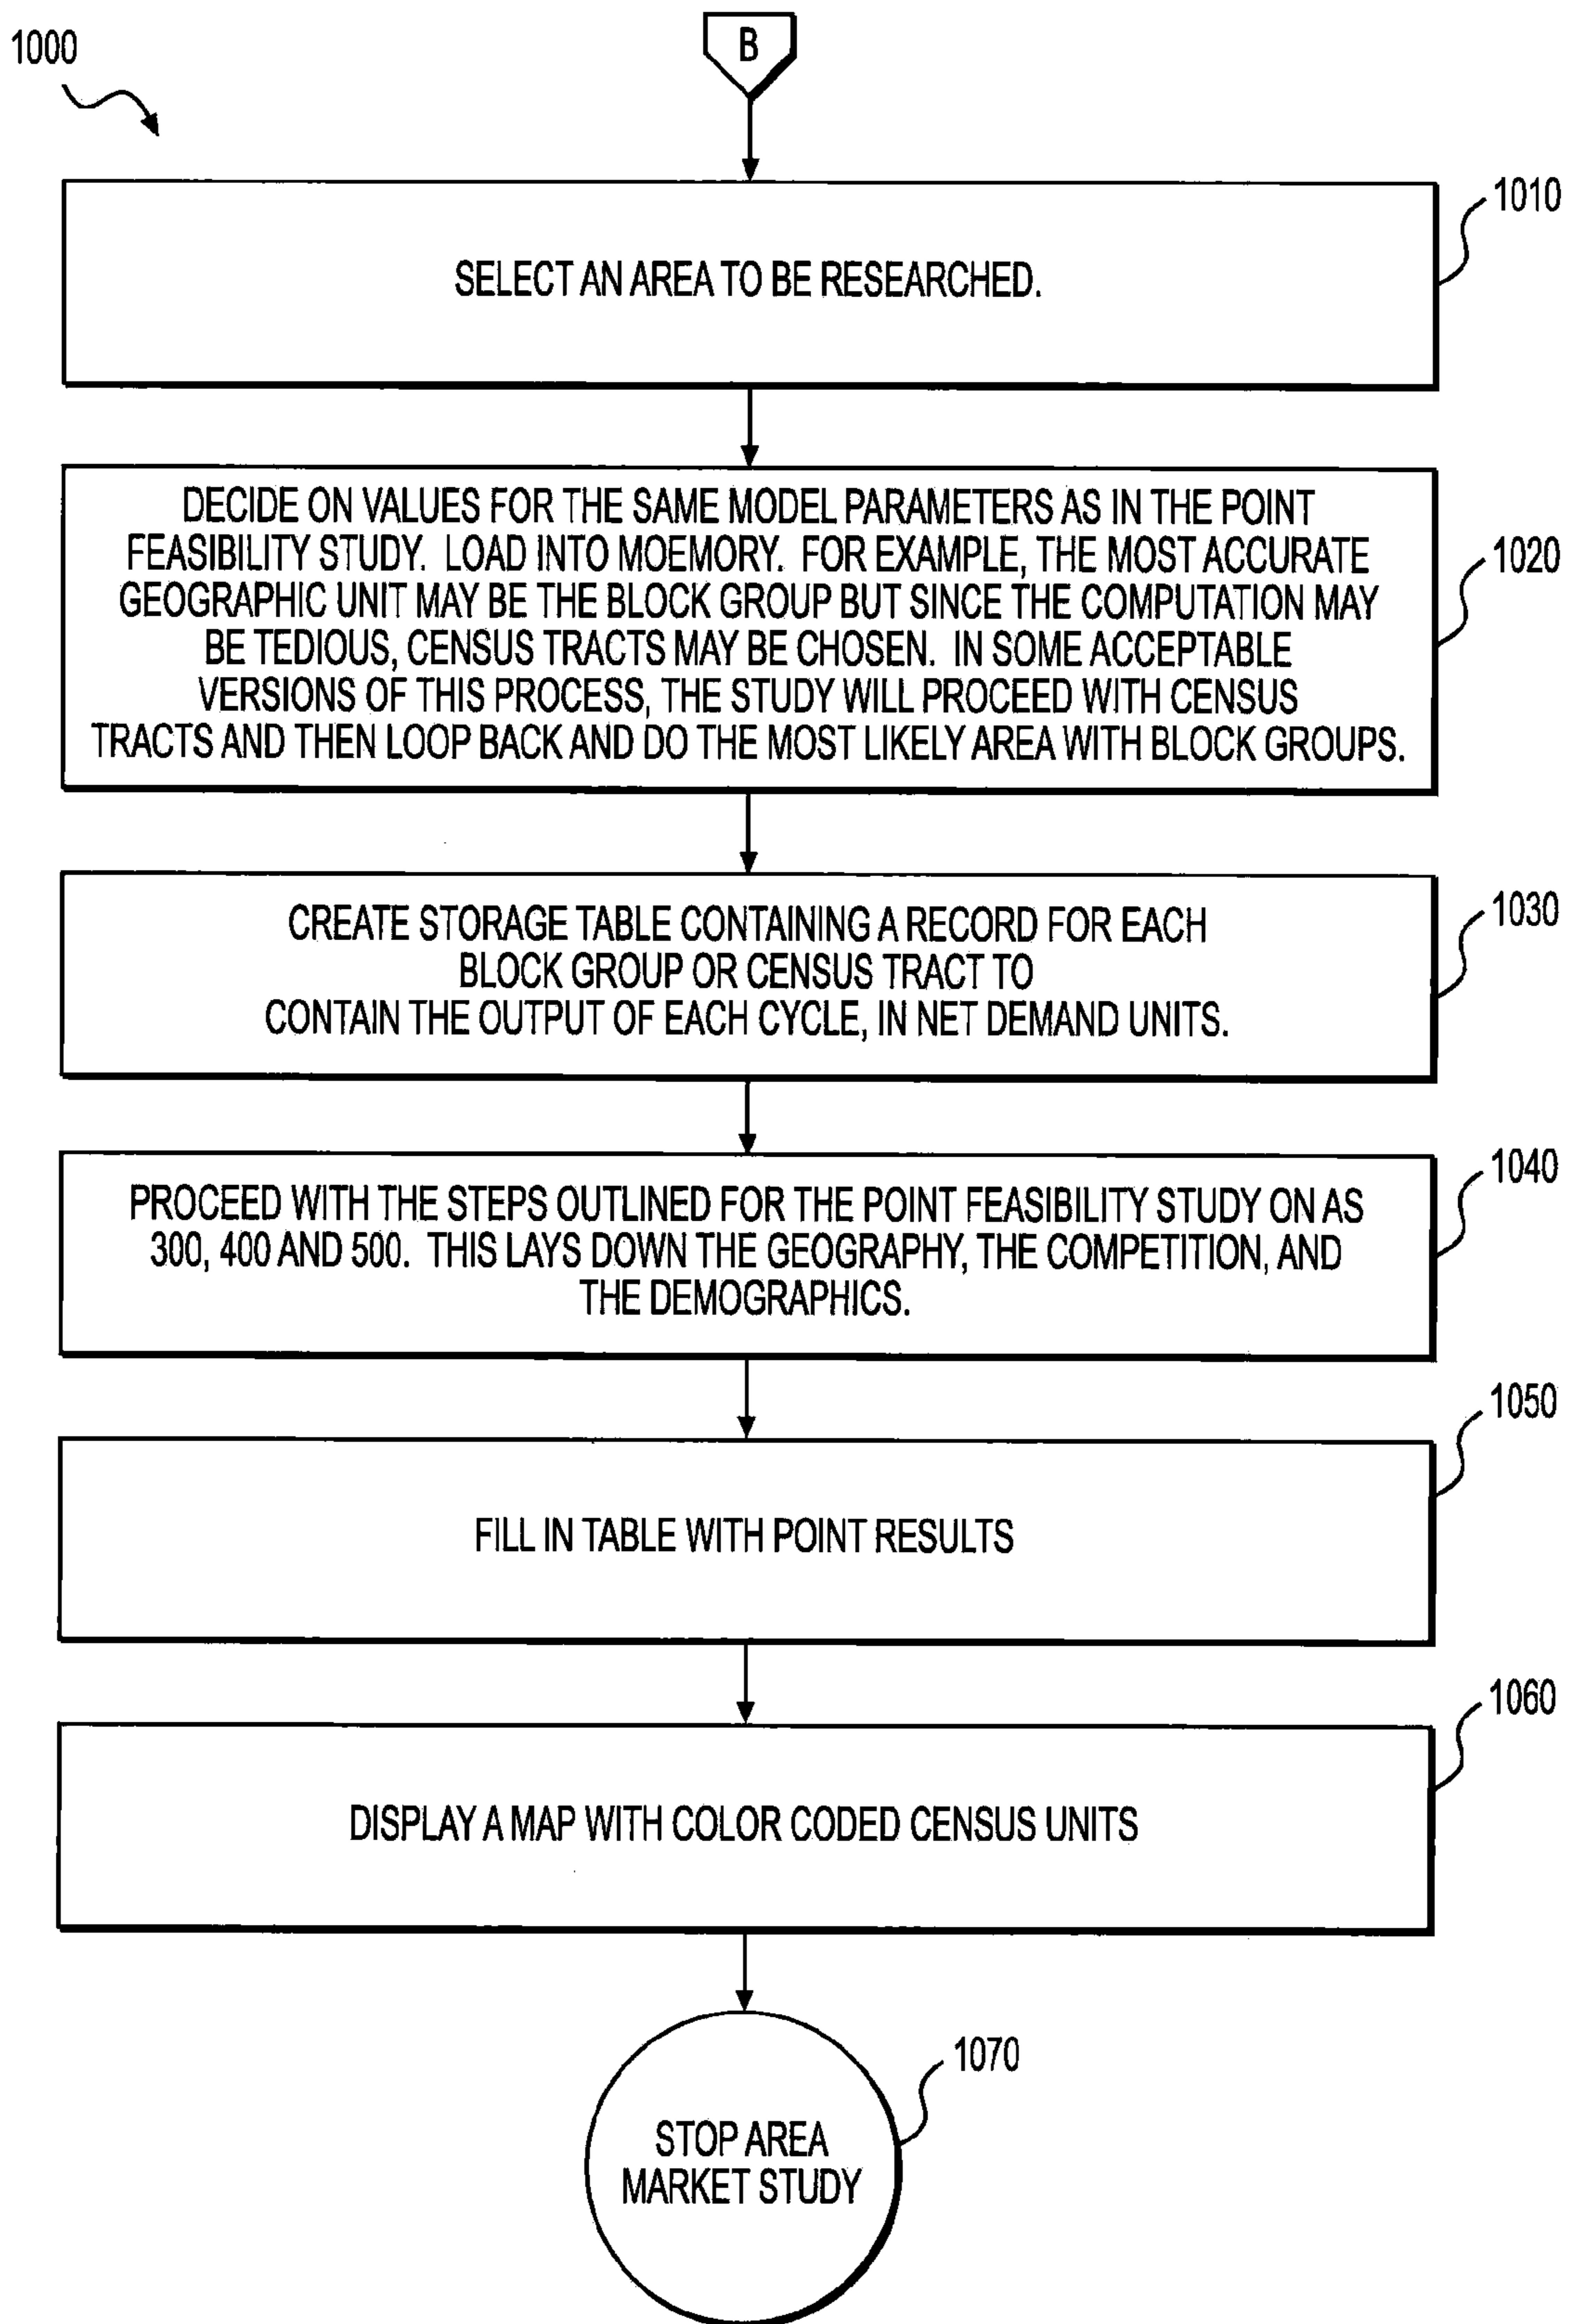 1000
B
1010
SELECT AN AREA TO BE RESEARCHED.
DECIDE ON VALUES FOR THE SAME MODEL PARAMETERS AS IN THE POINT
FEASIBILITY STUDY. LOAD INTO MOEMORY. FOR EXAMPLE, THE MOST ACCURATE
GEOGRAPHIC UNIT MAY BE THE BLOCK GROUP BUT SINCE THE COMPUTATION MAY
BE TEDIOUS, CENSUS TRACTS MAY BE CHOSEN. IN SOME ACCEPTABLE
VERSIONS OF THIS PROCESS, THE STUDY WILL PROCEED WITH CENSUS
TRACTS AND THEN LOOP BACK AND DO THE MOST LIKELY AREA WITH BLOCK GROUPS.
1020
CREATE STORAGE TABLE CONTAINING A RECORD FOR EACH
BLOCK GROUP OR CENSUS TRACT TO
CONTAIN THE OUTPUT OF EACH CYCLE, IN NET DEMAND UNITS.
1030
PROCEED WITH THE STEPS OUTLINED FOR THE POINT FEASIBILITY STUDY ON AS
300, 400 AND 500. THIS LAYS DOWN THE GEOGRAPHY, THE COMPETITION, AND
THE DEMOGRAPHICS.
1040
1050
FILL IN TABLE WITH POINT RESULTS
1060
DISPLAY A MAP WITH COLOR CODED CENSUS UNITS
1070
STOP AREA
MARKET STUDY